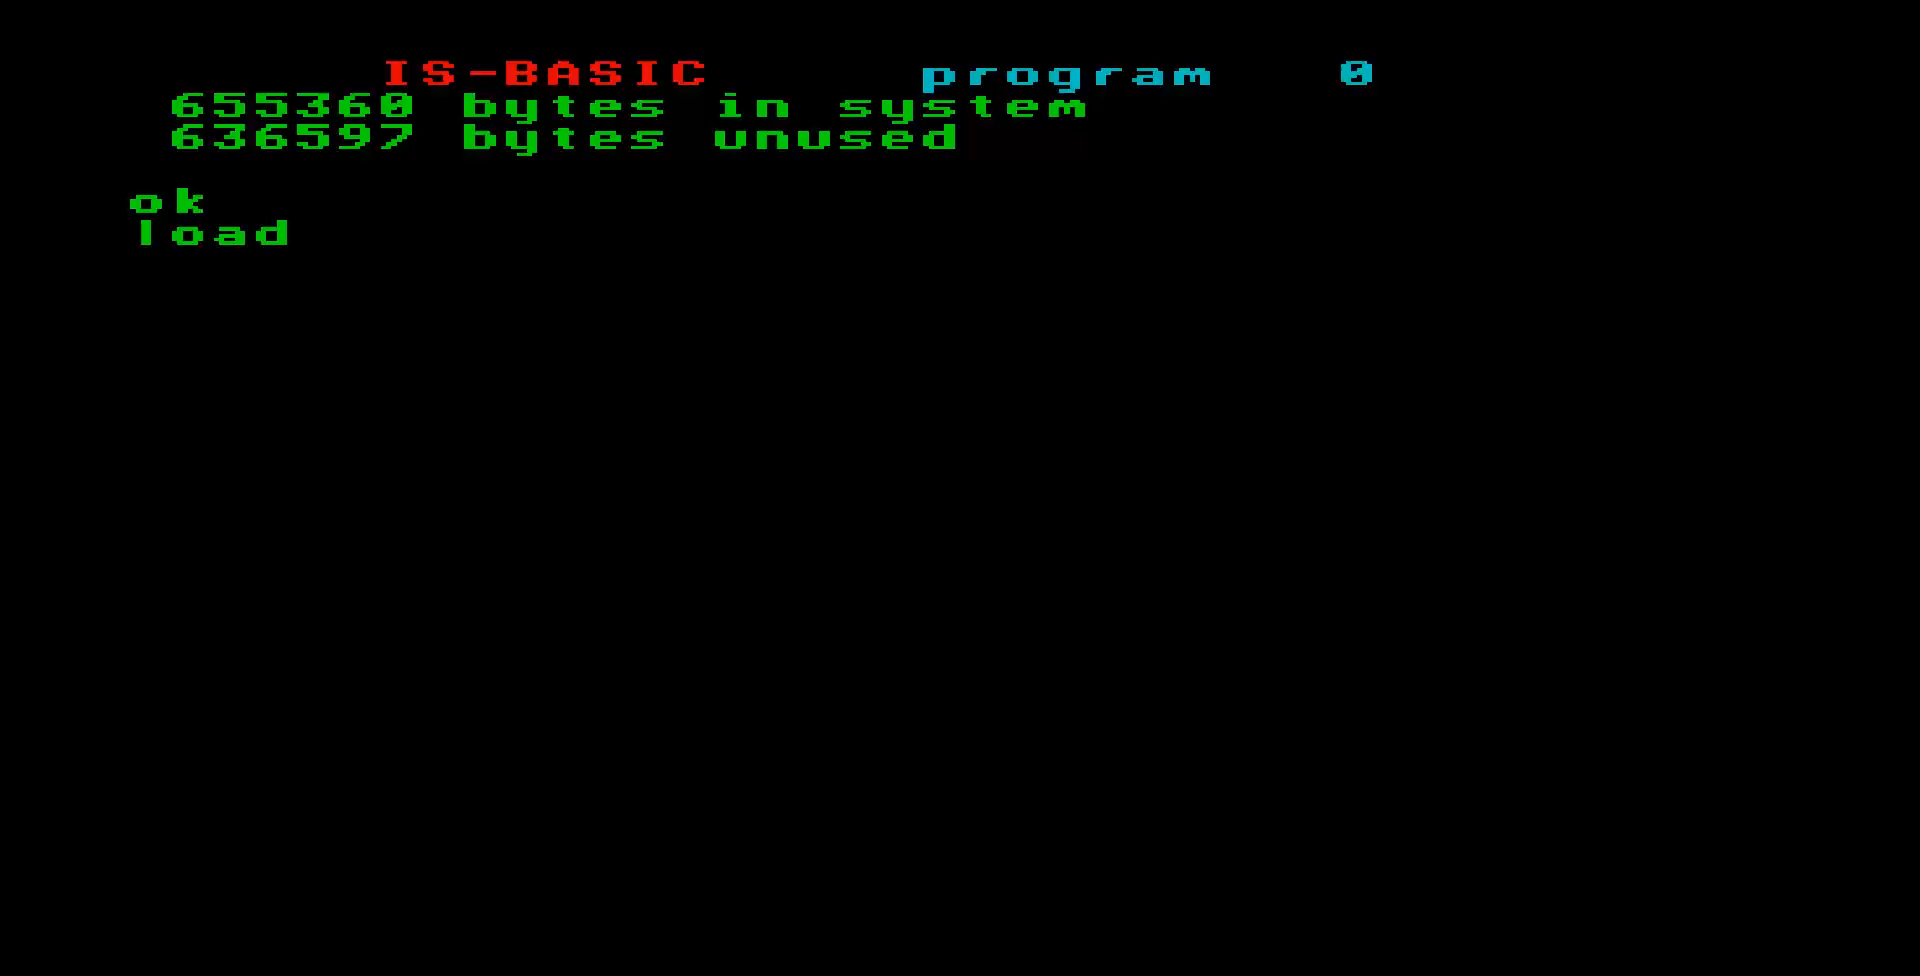 IS-BASIC program 0
655360 bytes in system
636597 bytes unused
ok
load